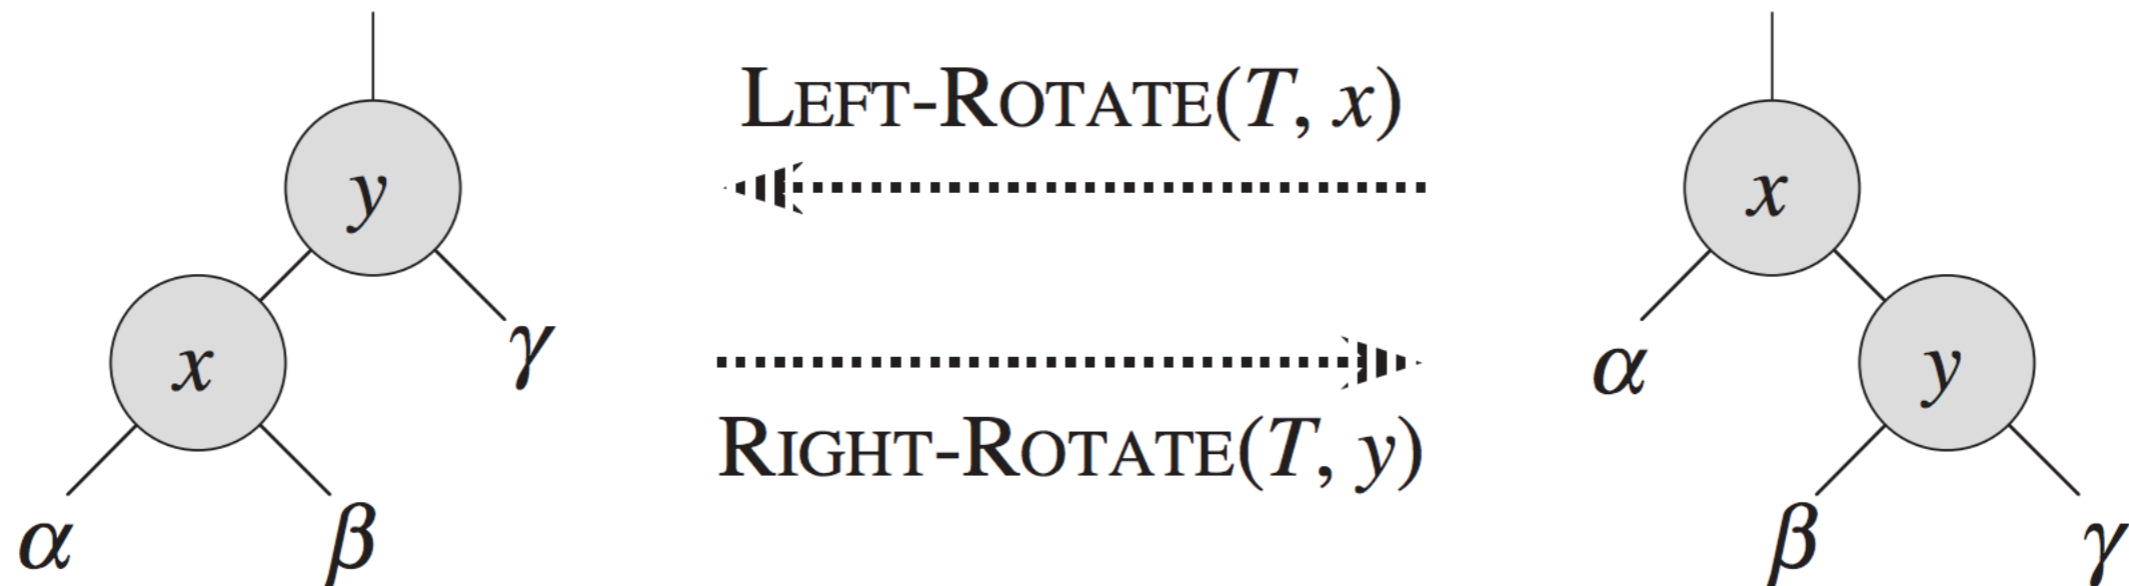 y
x
γ
α
β
LEFT-ROTATE(T, x)
RIGHT-ROTATE(T, y)
x
α
y
β
γ